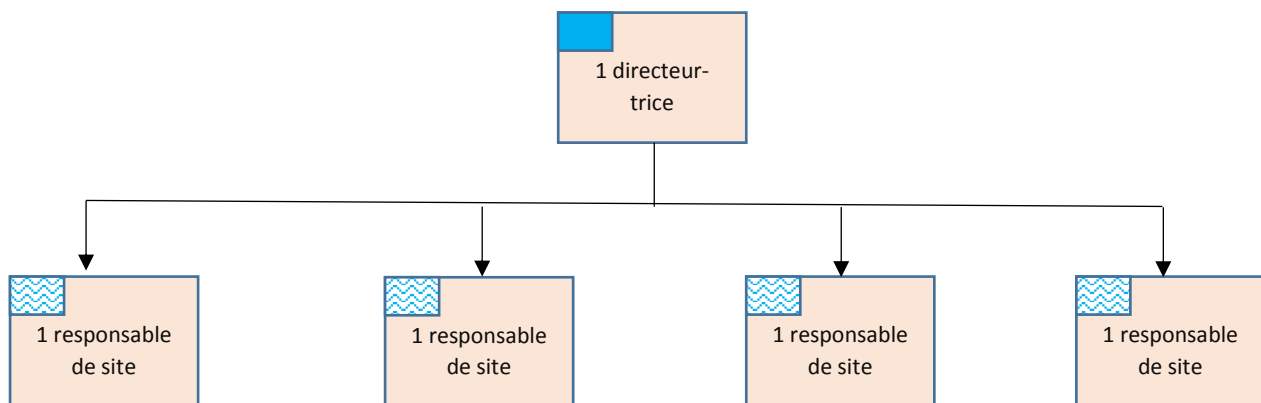 1 directeur-
trice
1 responsable
de site
1 responsable
de site
1 responsable
de site
1 responsable
de site